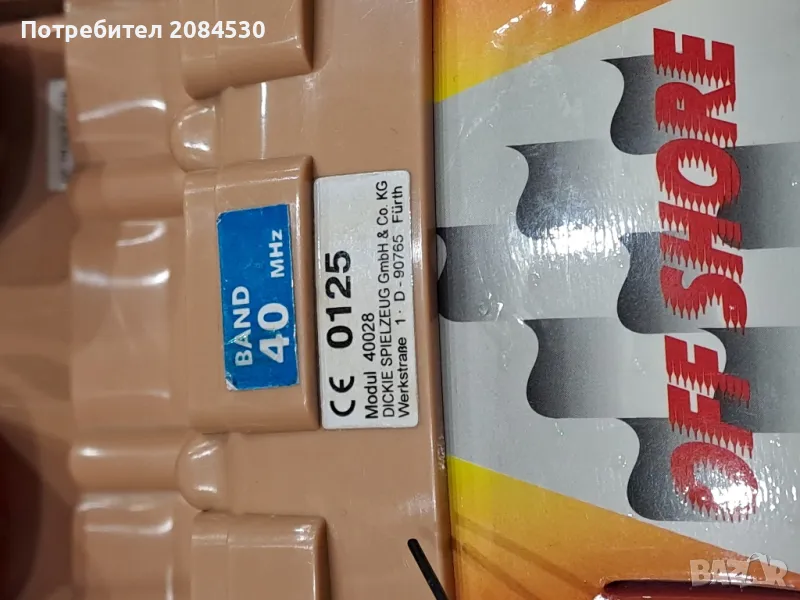 Потребител 2084530
BAND
40 MHz
CE 0125
Modul 40028
DICKIE SPIELZEUG GmbH & Co. KG
Werkstraße 1 · D - 90765 Fürth
OFF SHORE
BAZAR